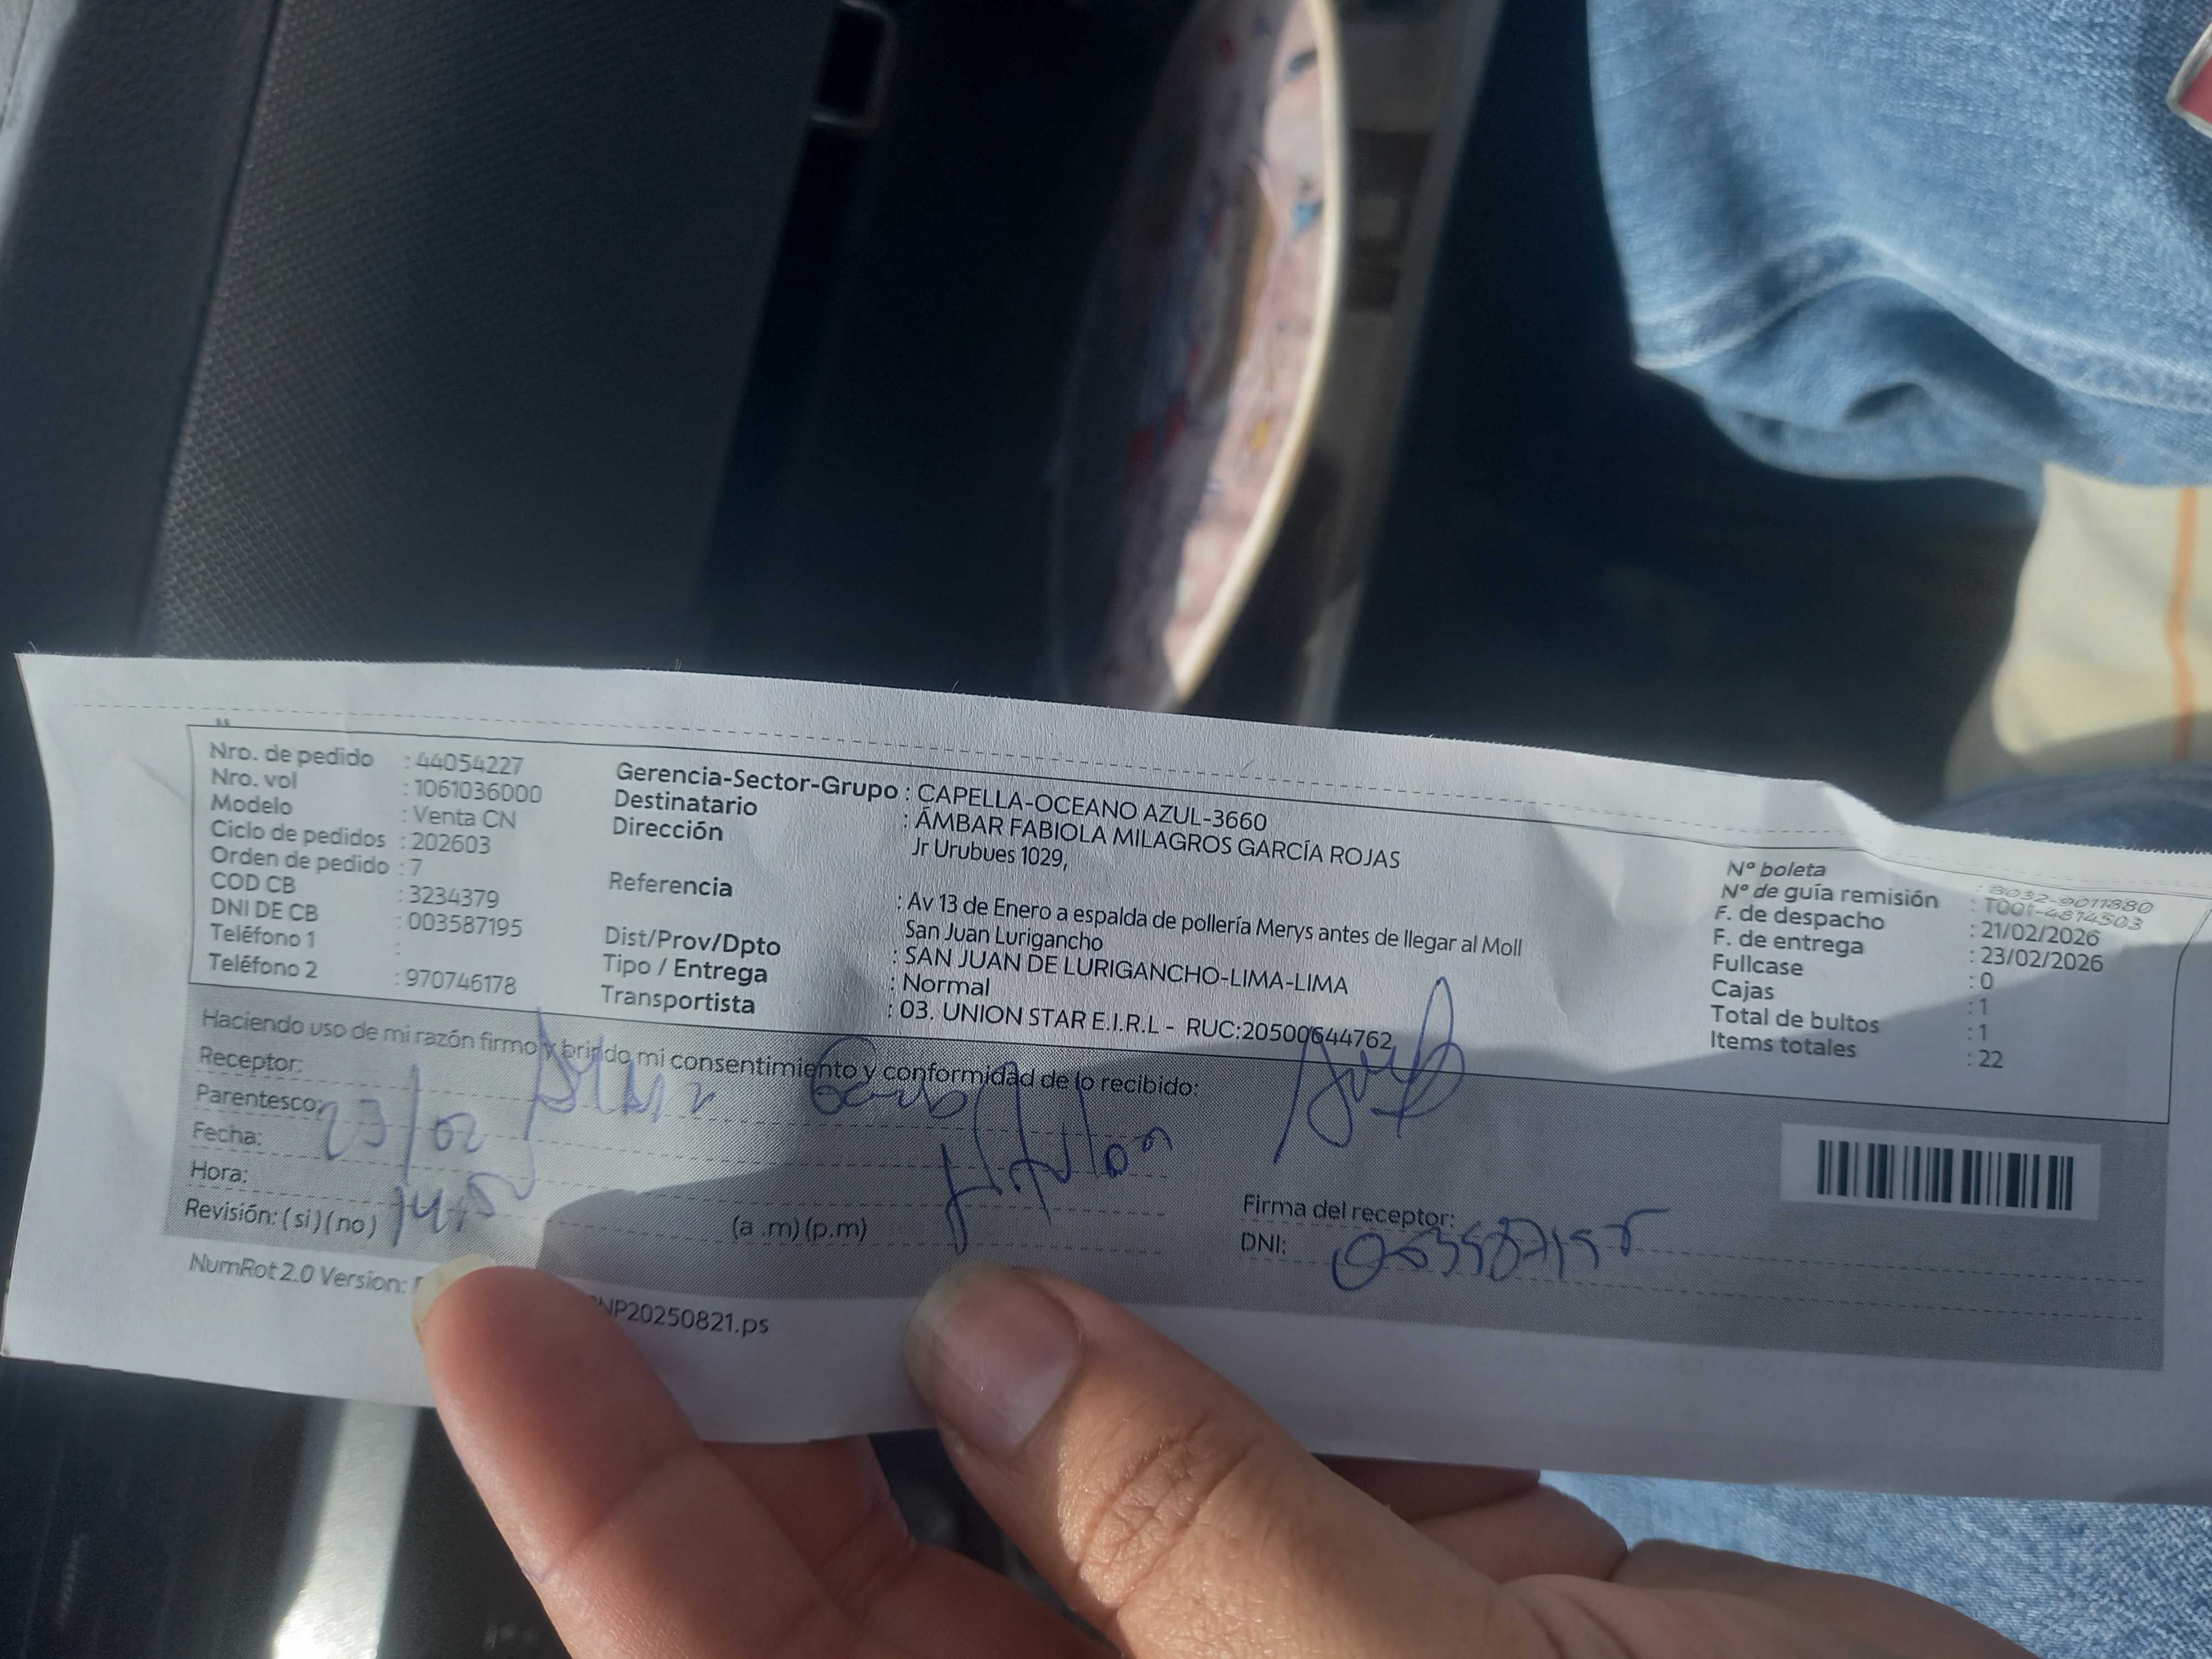 Nro. de pedido : 44054227
Nro. vol : 1061036000
Modelo : Venta CN
Ciclo de pedidos : 202603
Orden de pedido : 7
COD CB : 3234379
DNI DE CB : 003587195
Teléfono 1 :
Teléfono 2 : 970746178
Gerencia-Sector-Grupo : CAPELLA-OCEANO AZUL-3660
Destinatario : ÁMBAR FABIOLA MILAGROS GARCÍA ROJAS
Dirección Jr Urubues 1029,
Referencia : Av 13 de Enero a espalda de pollería Merys antes de llegar al Moll
San Juan Lurigancho
Dist/Prov/Dpto : SAN JUAN DE LURIGANCHO-LIMA-LIMA
Tipo / Entrega : Normal
Transportista : 03. UNION STAR E.I.R.L - RUC:20500644762
Nº boleta : B032-9011880
Nº de guía remisión : T001-4814503
F. de despacho : 21/02/2026
F. de entrega : 23/02/2026
Fullcase : 0
Cajas : 1
Total de bultos : 1
Items totales : 22
Haciendo uso de mi razón firmo y brindo mi consentimiento y conformidad de lo recibido:
Receptor:
Parentesco:
Fecha: 23/02
Hora:
Revisión: (si) (no)
(a .m) (p.m)
Firma del receptor:
DNI: 003587195
NumRot 2.0 Version:
NP20250821.ps